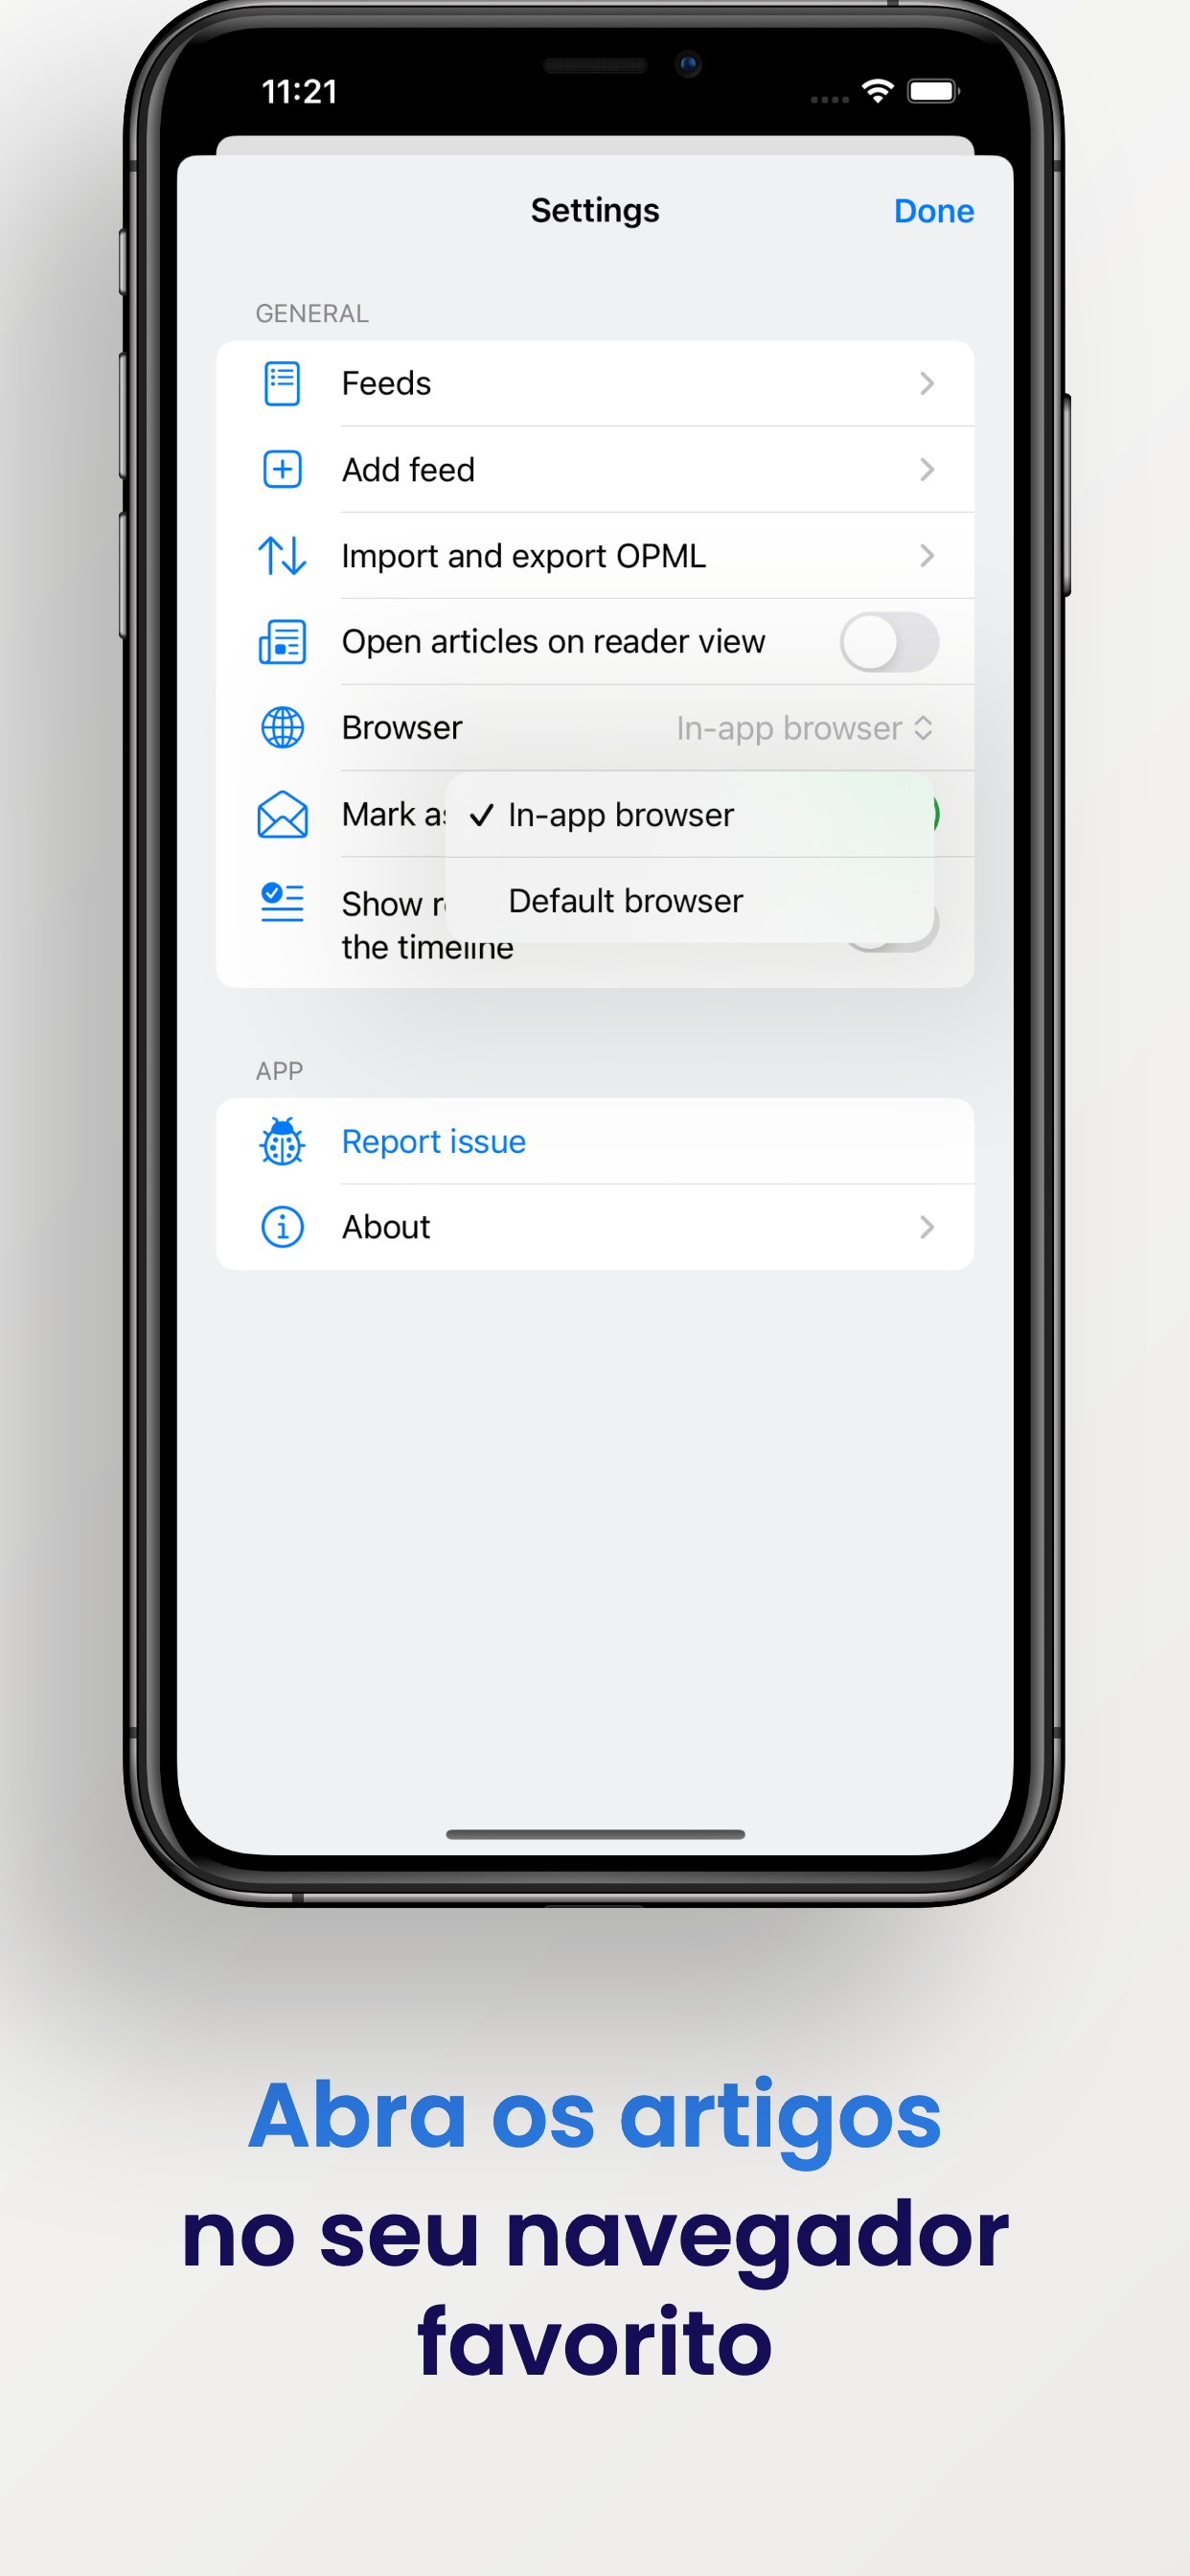 11:21
Settings
Done
GENERAL
Feeds
Add feed
Import and export OPML
Open articles on reader view
Browser
In-app browser
Mark
In-app browser
Show
Default browser
the timeline
APP
Report issue
About
Abra os artigos
no seu navegador
favorito